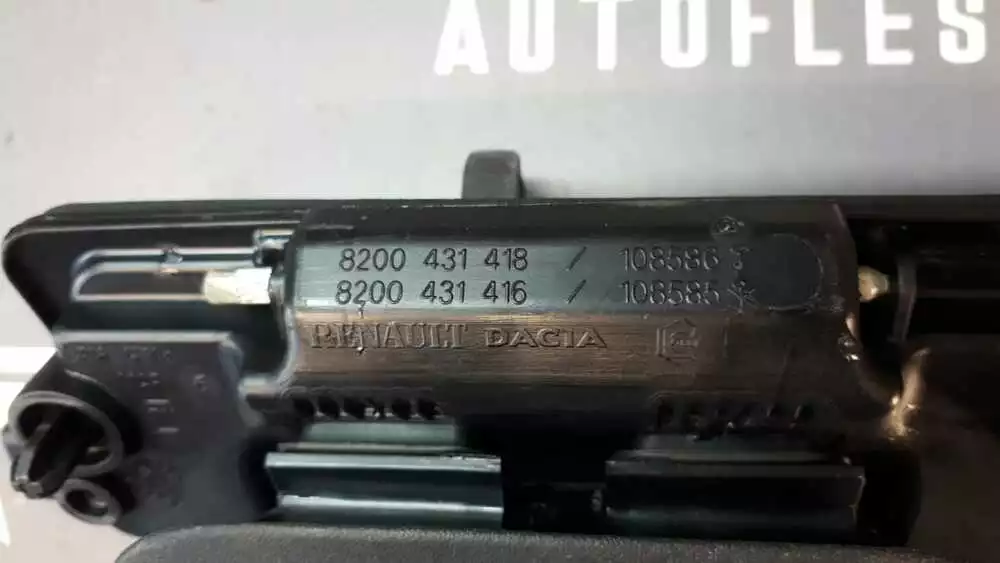 AUTOFLES
8200 431 418 / 108586
8200 431 416 / 108585
RENAULT DACIA